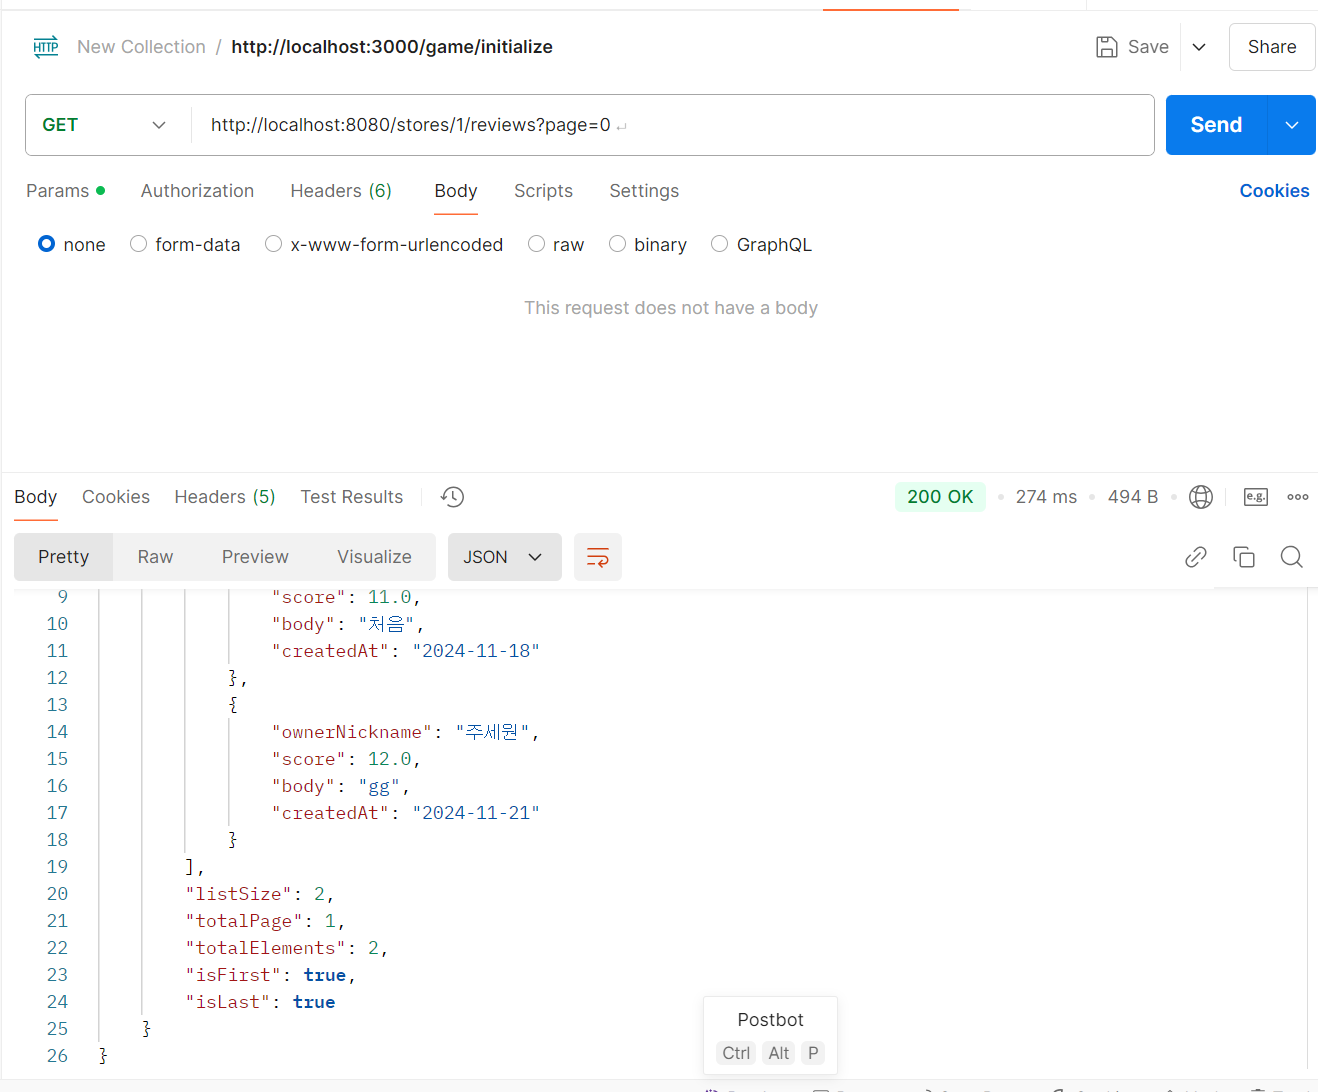 New Collection / http://localhost:3000/game/initialize Save Share
GET http://localhost:8080/stores/1/reviews?page=0 Send
Params Authorization Headers (6) Body Scripts Settings Cookies
none form-data x-www-form-urlencoded raw binary GraphQL
This request does not have a body
Body Cookies Headers (5) Test Results 200 OK 274 ms 494 B e.g.
Pretty Raw Preview Visualize JSON
9 "score": 11.0,
10 "body": "처음",
11 "createdAt": "2024-11-18"
12 },
13 {
14 "ownerNickname": "주세원",
15 "score": 12.0,
16 "body": "gg",
17 "createdAt": "2024-11-21"
18 }
19 ],
20 "listSize": 2,
21 "totalPage": 1,
22 "totalElements": 2,
23 "isFirst": true,
24 "isLast": true
25 }
26 }
Postbot
Ctrl Alt P